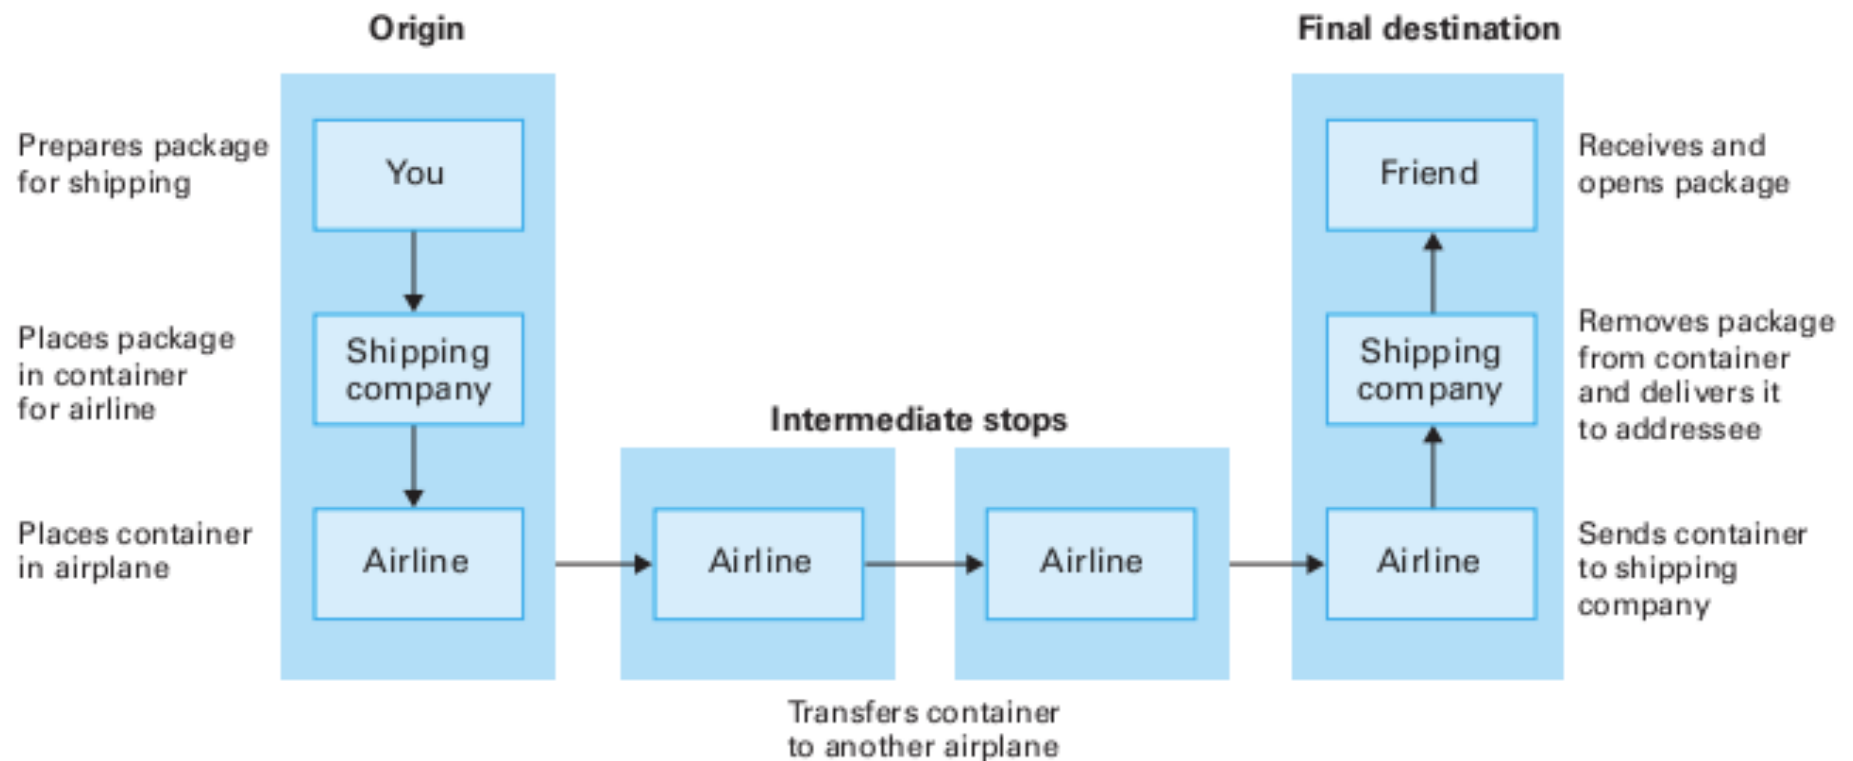 Origin
Final destination
Prepares package
for shipping
You
Friend
Receives and
opens package
Places package
in container
for airline
Shipping
company
Shipping
company
Removes package
from container
and delivers it
to addressee
Intermediate stops
Places container
in airplane
Airline
Airline
Airline
Airline
Sends container
to shipping
company
Transfers container
to another airplane